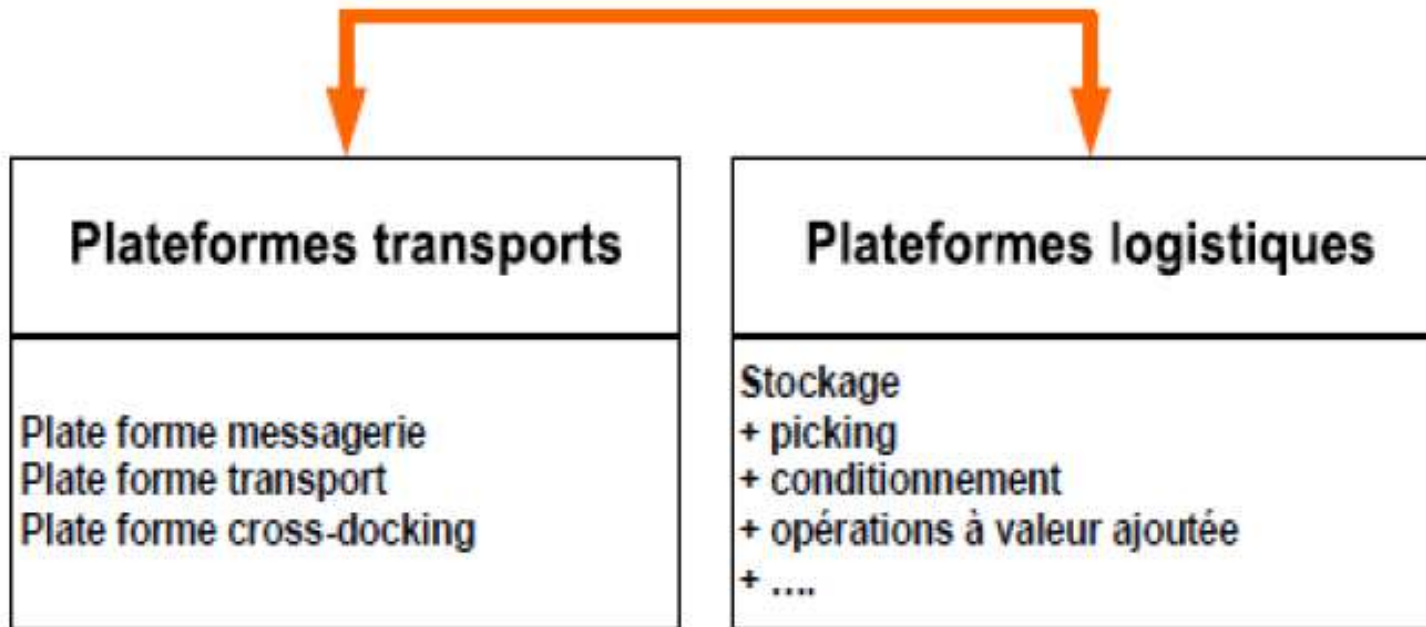 Plateformes transports
Plate forme messagerie
Plate forme transport
Plate forme cross-docking
Plateformes logistiques
Stockage
+ picking
+ conditionnement
+ opérations à valeur ajoutée
+ ....